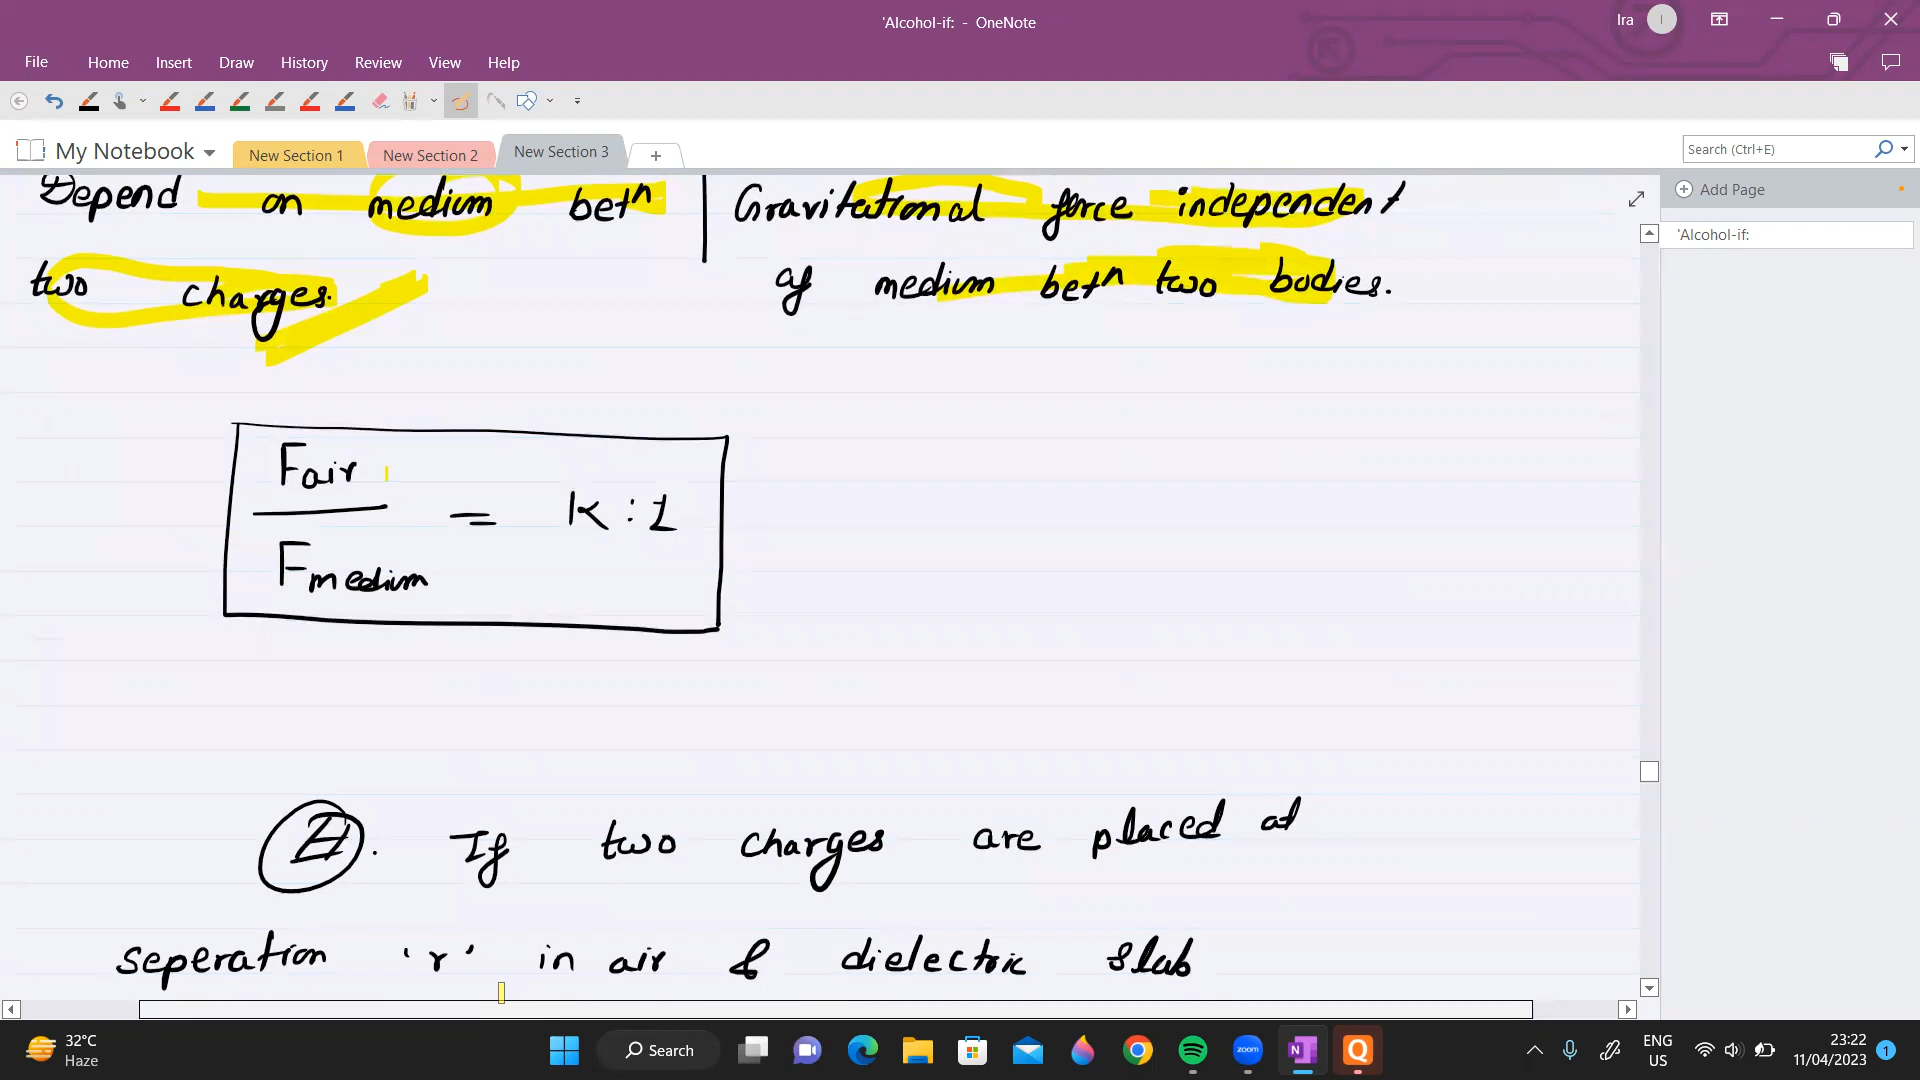 'Alcohol-if: - OneNote
Ira
I
File Home Insert Draw History Review View Help
My Notebook
New Section 1
New Section 2
New Section 3
Search (Ctrl+E)
Add Page
'Alcohol-if:
Depend on medium betn
two charges.
Gravitational force independent
of medium betn two bodies.
Fair
= K : 1
Fmedium
If two charges are placed at
seperation 'r' in air & dielectric slab
32°C
Haze
Search
zoom
N
Q
ENG
US
23:22
11/04/2023
1